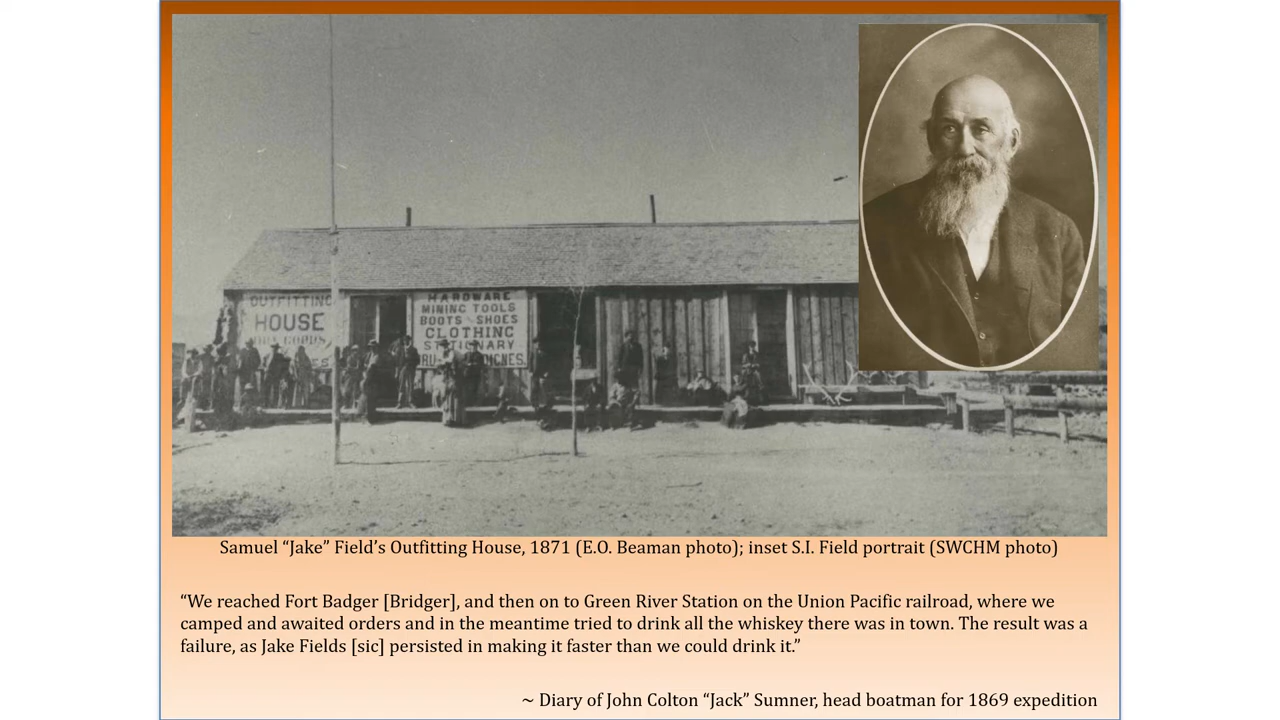 OUTFITTING
HOUSE
DRY GOODS
HARDWARE
MINING TOOLS
BOOTS SHOES
CLOTHING
STATIONARY
Samuel “Jake” Field’s Outfitting House, 1871 (E.O. Beaman photo); inset S.I. Field portrait (SWCHM photo)
“We reached Fort Badger [Bridger], and then on to Green River Station on the Union Pacific railroad, where we
camped and awaited orders and in the meantime tried to drink all the whiskey there was in town. The result was a
failure, as Jake Fields [sic] persisted in making it faster than we could drink it.”
~ Diary of John Colton “Jack” Sumner, head boatman for 1869 expedition